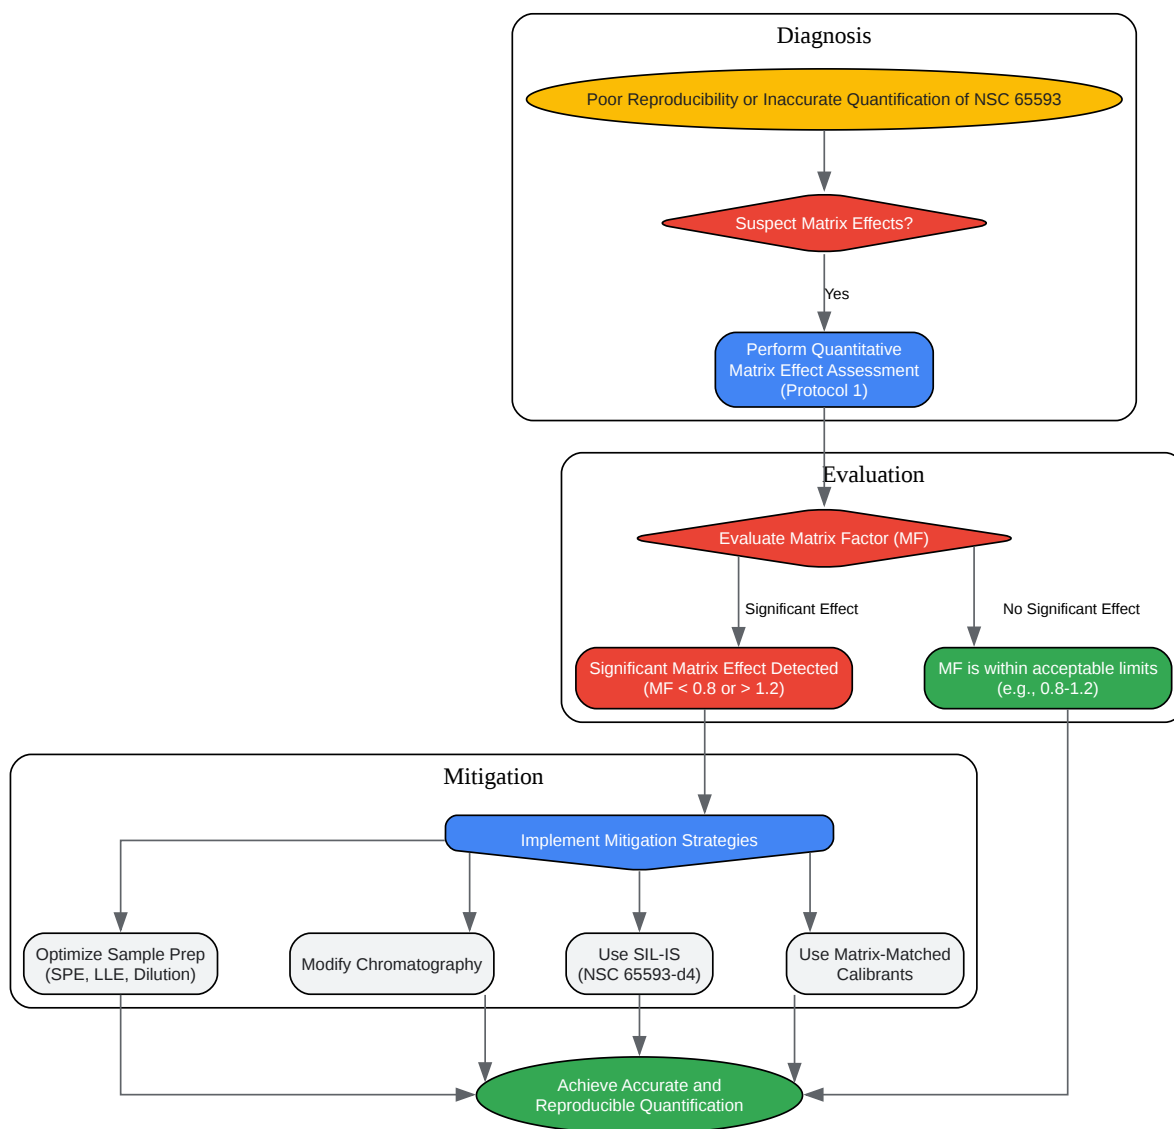 Diagnosis
Poor Reproducibility or Inaccurate Quantification of NSC 65593
Suspect Matrix Effects?
Yes
Perform Quantitative
Matrix Effect Assessment
(Protocol 1)
Evaluation
Evaluate Matrix Factor (MF)
Significant Effect
No Significant Effect
Significant Matrix Effect Detected
(MF < 0.8 or > 1.2)
MF is within acceptable limits
(e.g., 0.8-1.2)
Mitigation
Implement Mitigation Strategies
Optimize Sample Prep
(SPE, LLE, Dilution)
Modify Chromatography
Use SIL-IS
(NSC 65593-d4)
Use Matrix-Matched
Calibrants
Achieve Accurate and
Reproducible Quantification